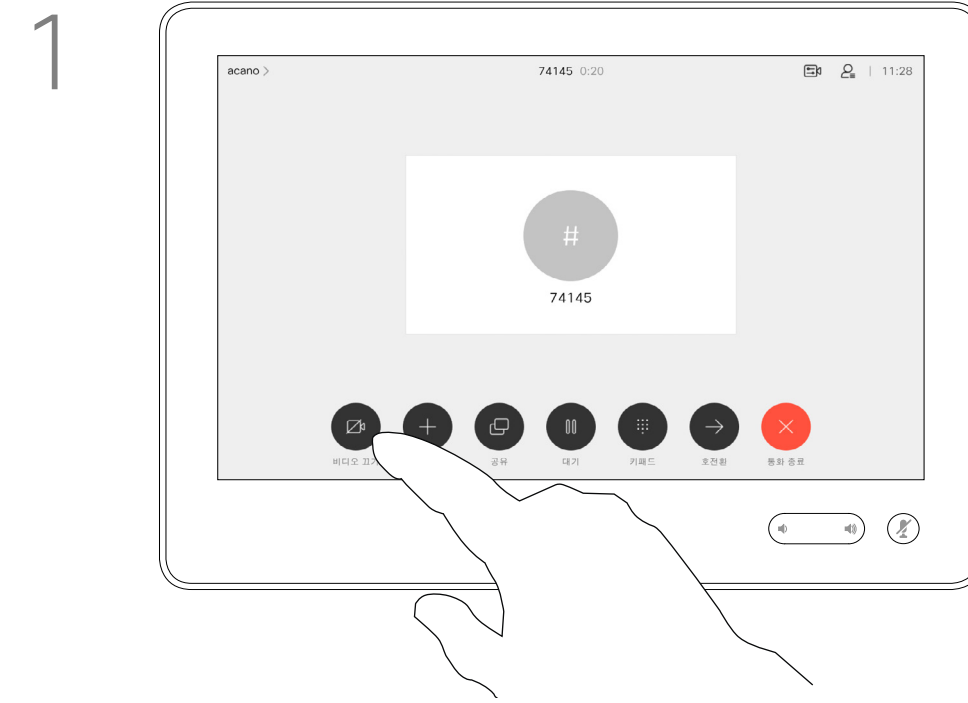 1
acano >
74145 0:20
11:28
#
74145
비디오 끄기
공유
대기
키패드
호전환
통화 종료